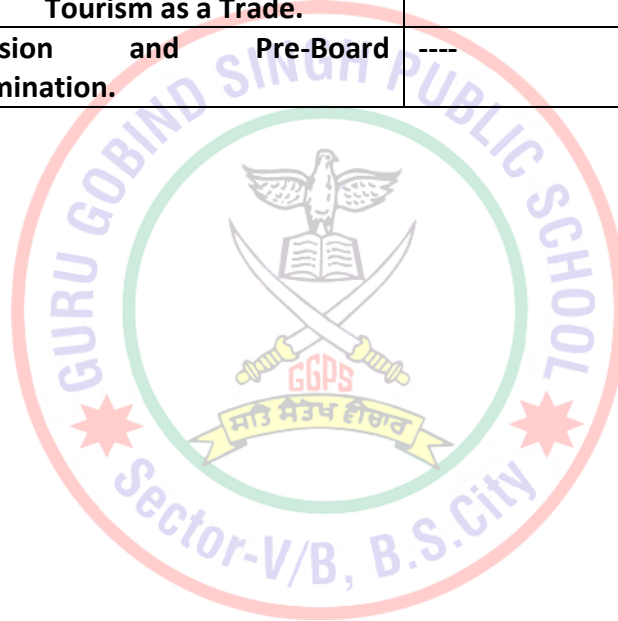 Tourism as a Trade.
sion and Pre-Board ----
mination.
GURU GOBIND SINGH PUBLIC SCHOOL
GGPS
ਸਤਿ ਸੰਤੋਖ ਵੀਚਾਰ
Sector-V/B, B.S.City